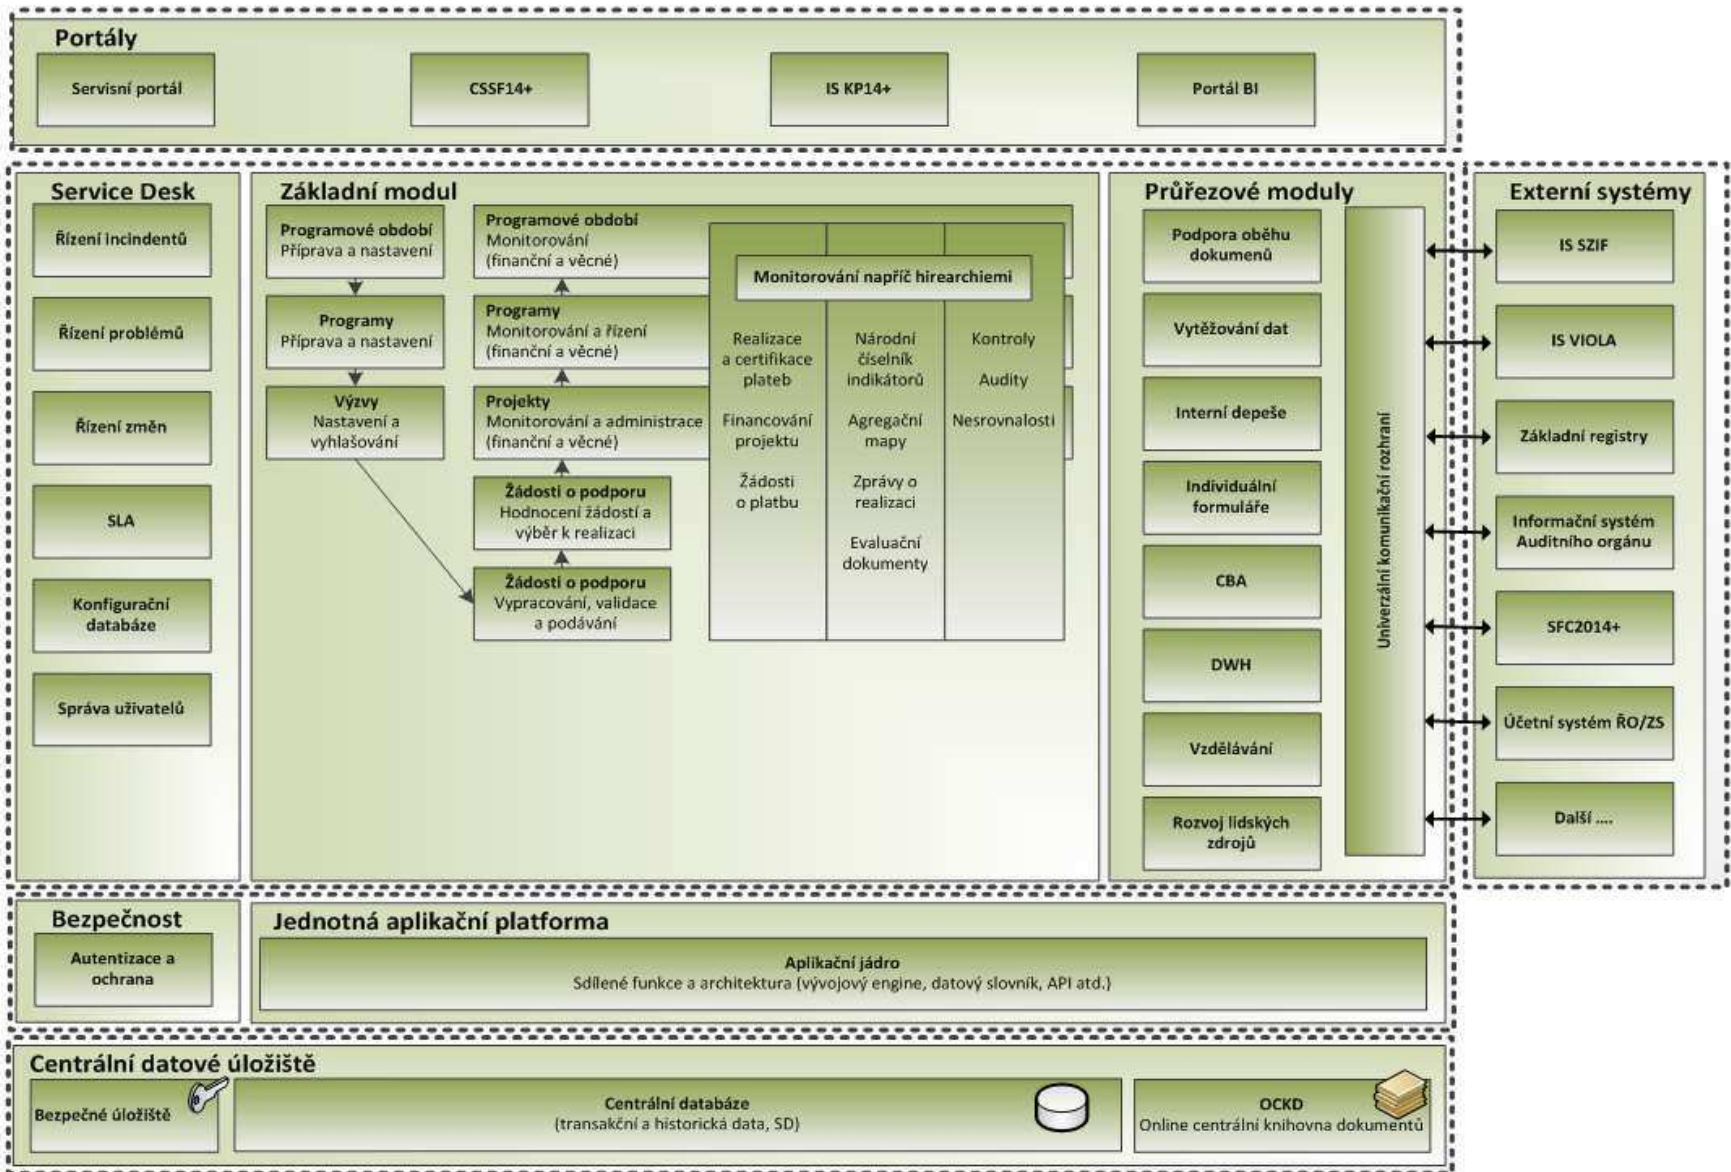 Portály
Servisní portál
CSSF14+
IS KP14+
Portál BI
Service Desk
Řízení incindentů
Řízení problémů
Řízení změn
SLA
Konfigurační
databáze
Správa uživatelů
Základní modul
Programové období
Příprava a nastavení
Programy
Příprava a nastavení
Výzvy
Nastavení a
vyhlašování
Programové období
Monitorování
(finanční a věcné)
Programy
Monitorování a řízení
(finanční a věcné)
Projekty
Monitorování a administrace
(finanční a věcné)
Žádosti o podporu
Hodnocení žádostí a
výběr k realizaci
Žádosti o podporu
Vypracování, validace
a podávání
Monitorování napříč hirearchiemi
Realizace
a certifikace
plateb
Financování
projektu
Žádosti
o platbu
Národní
číselník
indikátorů
Agregační
mapy
Zprávy o
realizaci
Evaluační
dokumenty
Kontroly
Audity
Nesrovnalosti
Průřezové moduly
Podpora oběhu
dokumenů
Vytěžování dat
Interní depeše
Individuální
formuláře
CBA
DWH
Vzdělávání
Rozvoj lidských
zdrojů
Univerzální komunikační rozhraní
Externí systémy
IS SZIF
IS VIOLA
Základní registry
Informační systém
Auditního orgánu
SFC2014+
Účetní systém ŘO/ZS
Další ....
Bezpečnost
Autentizace a
ochrana
Jednotná aplikační platforma
Aplikační jádro
Sdílené funkce a architektura (vývojový engine, datový slovník, API atd.)
Centrální datové úložiště
Bezpečné úložiště
Centrální databáze
(transakční a historická data, SD)
OCKD
Online centrální knihovna dokumentů